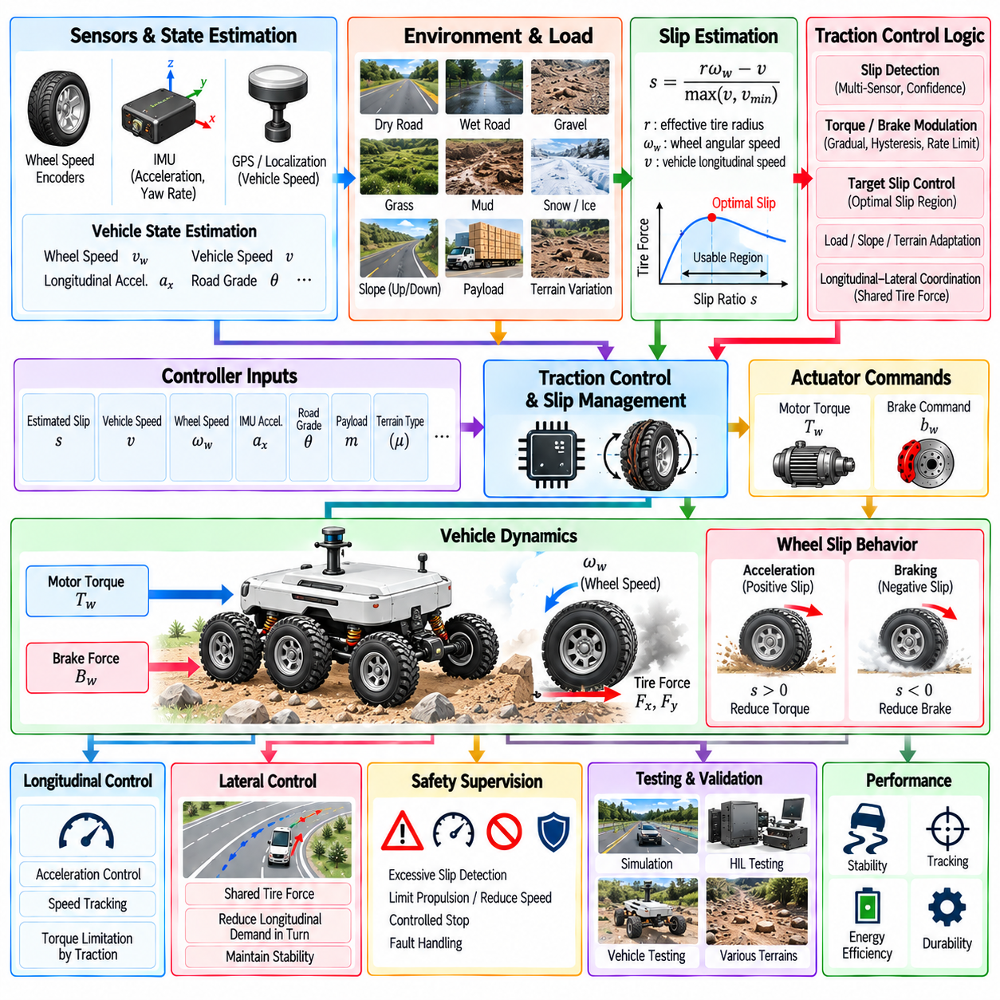 Sensors & State Estimation
Wheel Speed
Encoders
z
y
x
IMU
(Acceleration,
Yaw Rate)
GPS / Localization
(Vehicle Speed)
Vehicle State Estimation
Wheel Speed v_w
Vehicle Speed v
Longitudinal Accel. a_x
Road Grade θ ...
Environment & Load
Dry Road
Wet Road
Gravel
Grass
Mud
Snow / Ice
Slope (Up/Down)
Payload
Terrain Variation
Slip Estimation
s = (rω_w − v) / max(v, v_min)
r : effective tire radius
ω_w : wheel angular speed
v : vehicle longitudinal speed
Optimal Slip
Tire Force
Usable Region
Slip Ratio s
Traction Control Logic
Slip Detection
(Multi-Sensor, Confidence)
Torque / Brake Modulation
(Gradual, Hysteresis, Rate Limit)
Target Slip Control
(Optimal Slip Region)
Load / Slope / Terrain Adaptation
Longitudinal–Lateral Coordination
(Shared Tire Force)
Controller Inputs
Estimated Slip
s
Vehicle Speed
v
Wheel Speed
ω_w
IMU Accel.
a_x
Road
Grade
θ
Payload
m
Terrain Type
(μ)
...
Traction Control
& Slip Management
Actuator Commands
Motor Torque
T_w
Brake Command
b_w
Vehicle Dynamics
Motor Torque
T_w
Brake Force
B_w
ω_w
(Wheel Speed)
Tire Force
F_x, F_y
Wheel Slip Behavior
Acceleration
(Positive Slip)
s > 0
Reduce Torque
Braking
(Negative Slip)
s < 0
Reduce Brake
Longitudinal Control
Acceleration Control
Speed Tracking
Torque Limitation
by Traction
Lateral Control
Shared Tire Force
Reduce Longitudinal
Demand in Turn
Maintain Stability
Safety Supervision
Excessive Slip Detection
Limit Propulsion / Reduce Speed
Controlled Stop
Fault Handling
Testing & Validation
Simulation
HIL Testing
Vehicle Testing
Various Terrains
Performance
Stability
Tracking
Energy
Efficiency
Durability